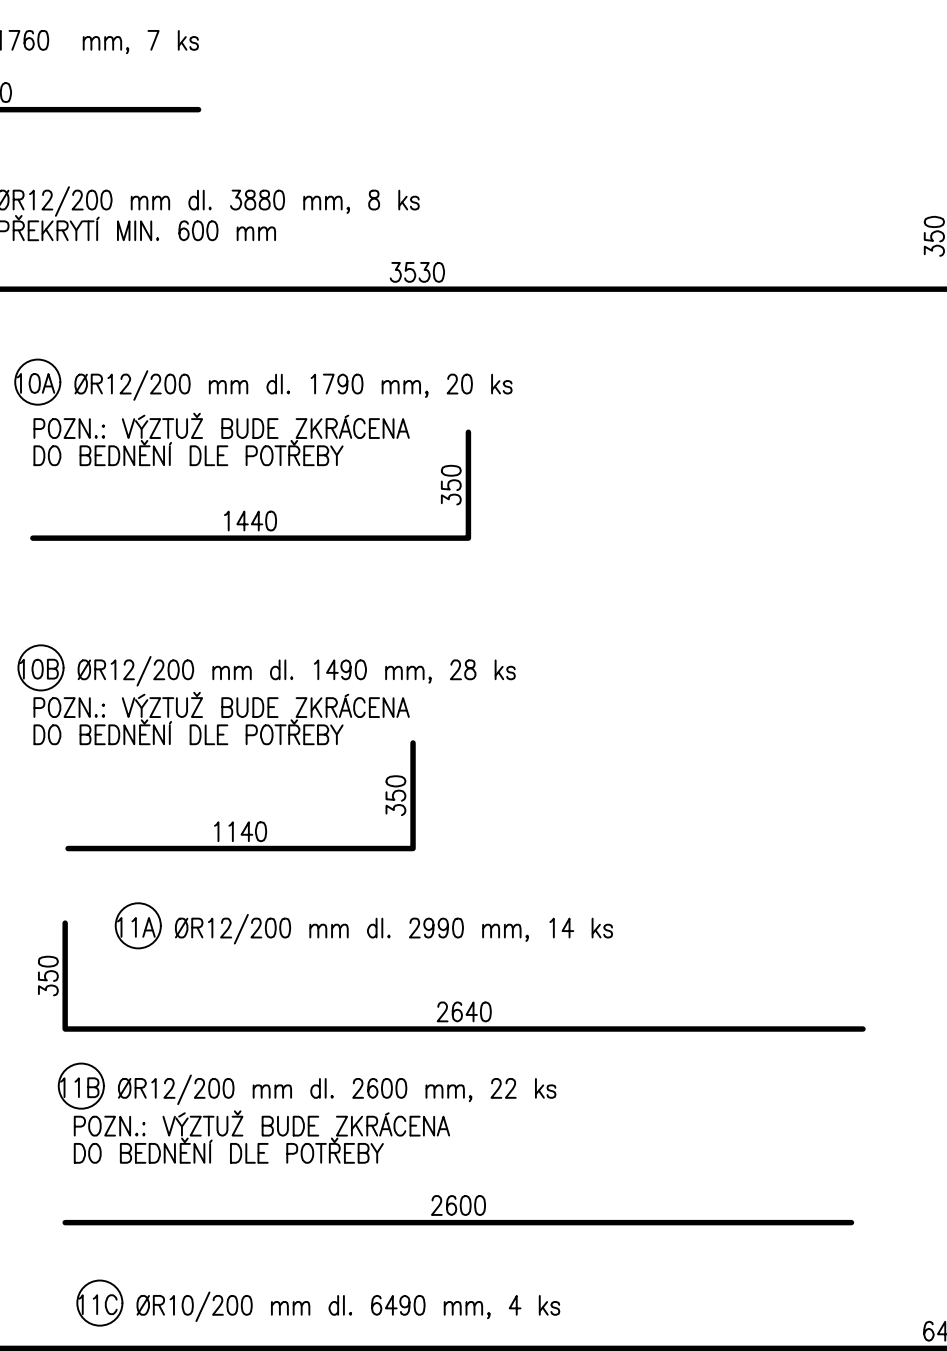 1760 mm, 7 ks
0
ØR12/200 mm dl. 3880 mm, 8 ks
PŘEKRYTÍ MIN. 600 mm
350
3530
10A ØR12/200 mm dl. 1790 mm, 20 ks
POZN.: VÝZTUŽ BUDE ZKRÁCENA
DO BEDNĚNÍ DLE POTŘEBY
350
1440
10B ØR12/200 mm dl. 1490 mm, 28 ks
POZN.: VÝZTUŽ BUDE ZKRÁCENA
DO BEDNĚNÍ DLE POTŘEBY
350
1140
11A ØR12/200 mm dl. 2990 mm, 14 ks
350
2640
11B ØR12/200 mm dl. 2600 mm, 22 ks
POZN.: VÝZTUŽ BUDE ZKRÁCENA
DO BEDNĚNÍ DLE POTŘEBY
2600
11C ØR10/200 mm dl. 6490 mm, 4 ks
64